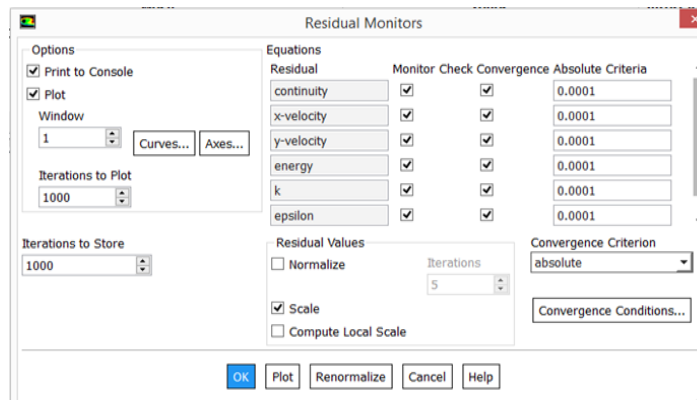 Residual Monitors
Options
Print to Console
Plot
Window
1
Curves... Axes...
Iterations to Plot
1000
Iterations to Store
1000
Equations
Residual Monitor Check Convergence Absolute Criteria
continuity 0.0001
x-velocity 0.0001
y-velocity 0.0001
energy 0.0001
k 0.0001
epsilon 0.0001
Residual Values
Normalize Iterations
5
Scale
Compute Local Scale
Convergence Criterion
absolute
Convergence Conditions...
OK Plot Renormalize Cancel Help